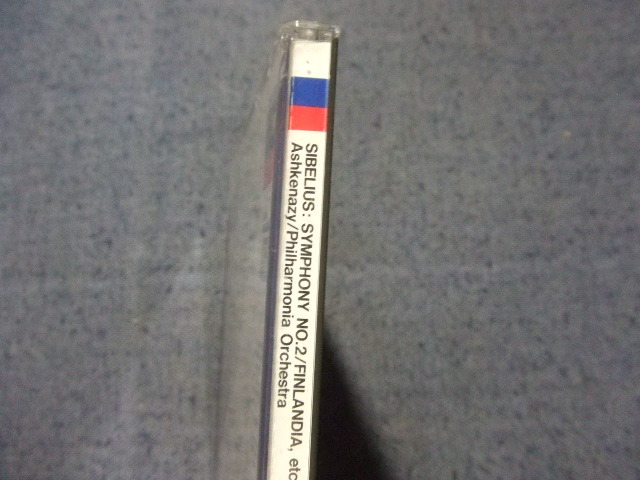 SIBELIUS: SYMPHONY NO.2/FINLANDIA, etc
Ashkenazy/Philharmonia Orchestra